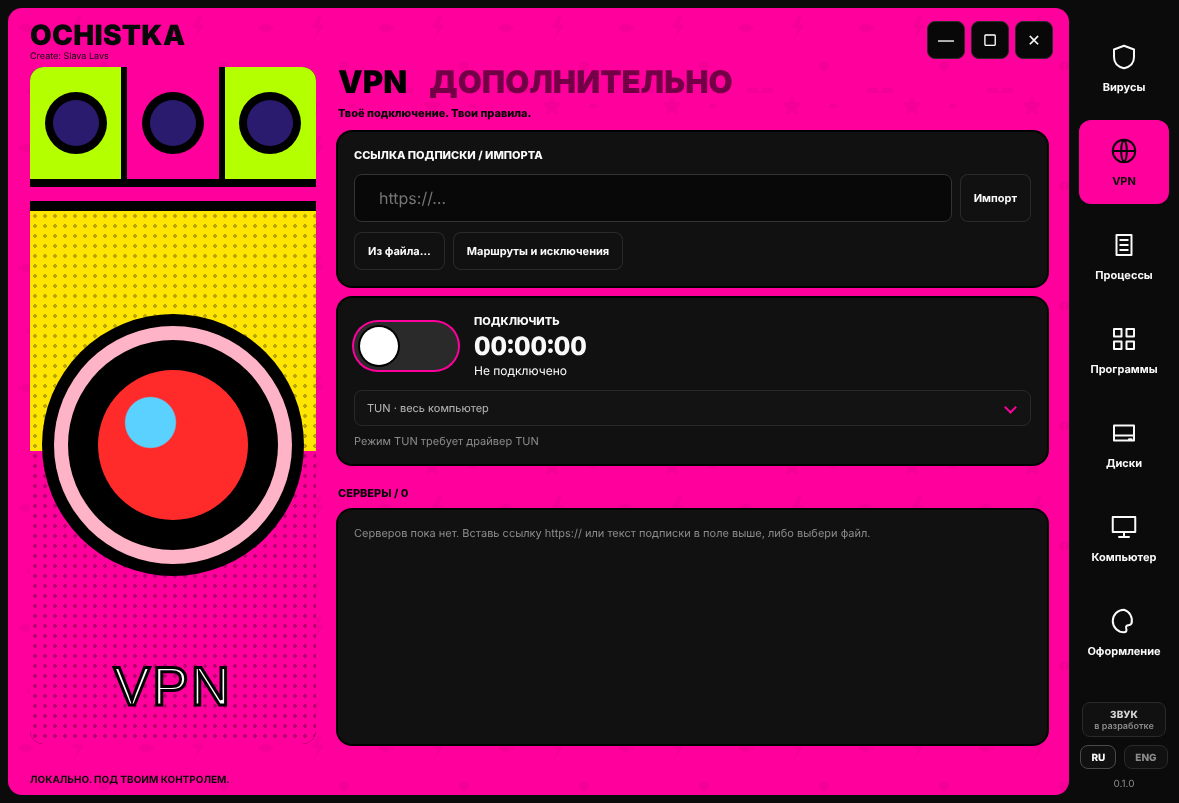 OCHISTKA
Create: Slava Lavs
VPN ДОПОЛНИТЕЛЬНО
Твоё подключение. Твои правила.
ССЫЛКА ПОДПИСКИ / ИМПОРТА
https://...
Импорт
Из файла...
Маршруты и исключения
ПОДКЛЮЧИТЬ
00:00:00
Не подключено
TUN · весь компьютер
Режим TUN требует драйвер TUN
СЕРВЕРЫ / 0
Серверов пока нет. Вставь ссылку https:// или текст подписки в поле выше, либо выбери файл.
VPN
ЛОКАЛЬНО. ПОД ТВОИМ КОНТРОЛЕМ.
Вирусы
VPN
Процессы
Программы
Диски
Компьютер
Оформление
ЗВУК
в разработке
RU
ENG
0.1.0